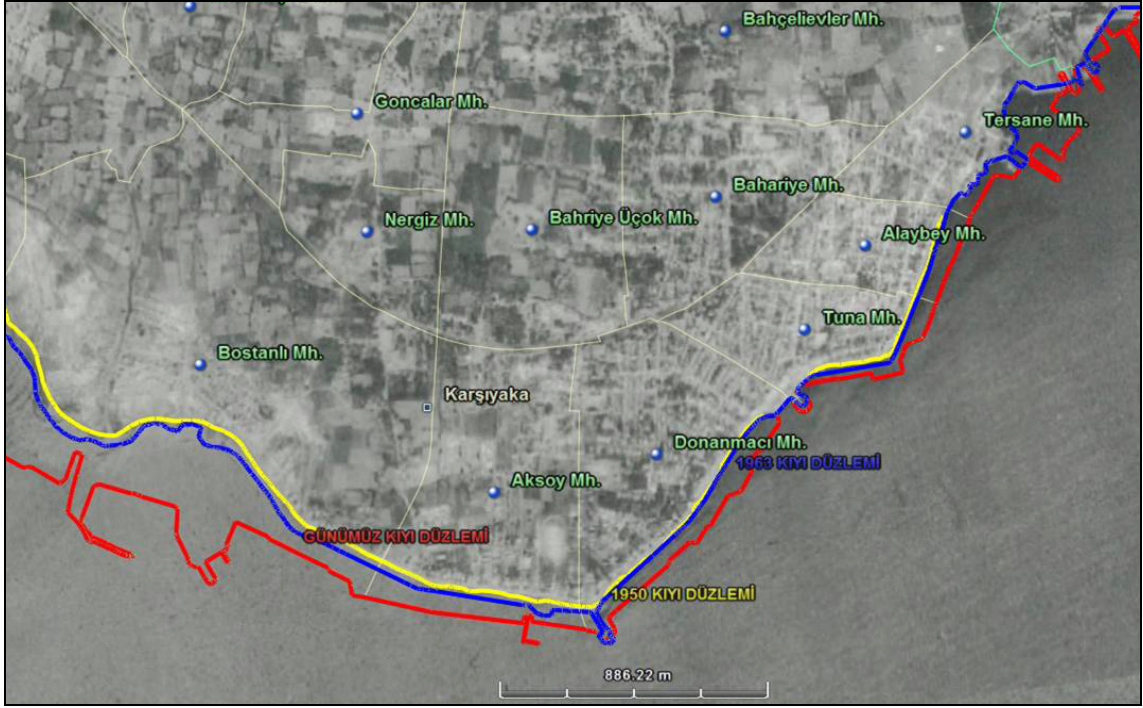 Bahçelievler Mh.
Goncalar Mh.
Tersane Mh.
Bahariye Mh.
Nergiz Mh.
Bahriye Üçok Mh.
Alaybey Mh.
Tuna Mh.
Bostanlı Mh.
Karşıyaka
Donanmacı Mh.
1963 KIYI DÜZLEMİ
Aksoy Mh.
GÜNÜMÜZ KIYI DÜZLEMİ
1950 KIYI DÜZLEMİ
886.22 m